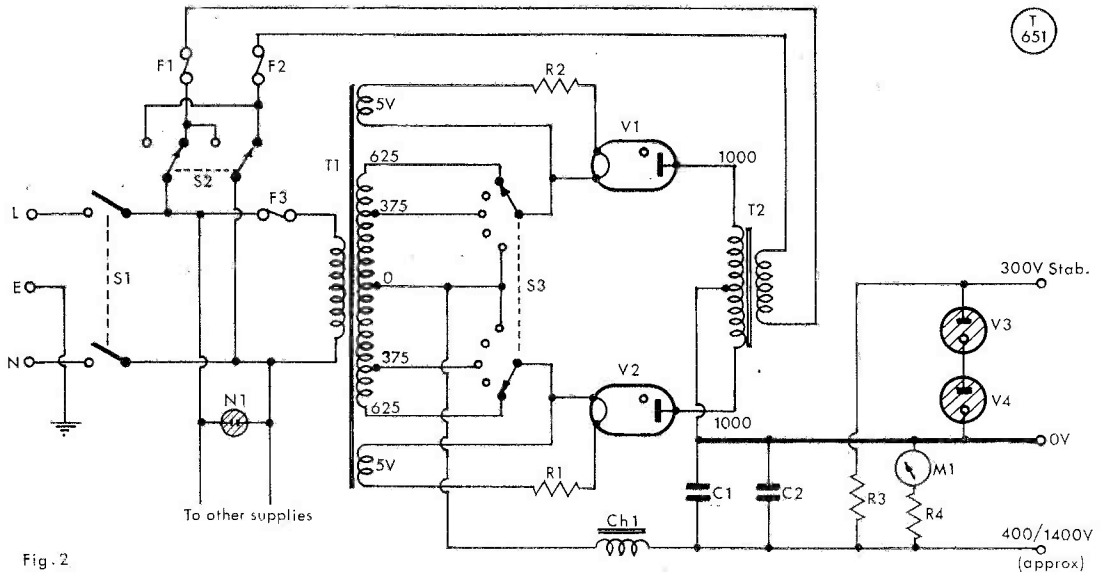 T
651
F1
F2
R2
5V
V1
T1
625
1000
S2
F3
375
T2
L
S1
0
S3
300V Stab.
E
V3
N
375
V2
V4
N1
625
1000
0V
5V
R1
M1
C1
C2
R3
R4
To other supplies
Ch1
400/1400V
(approx)
Fig. 2